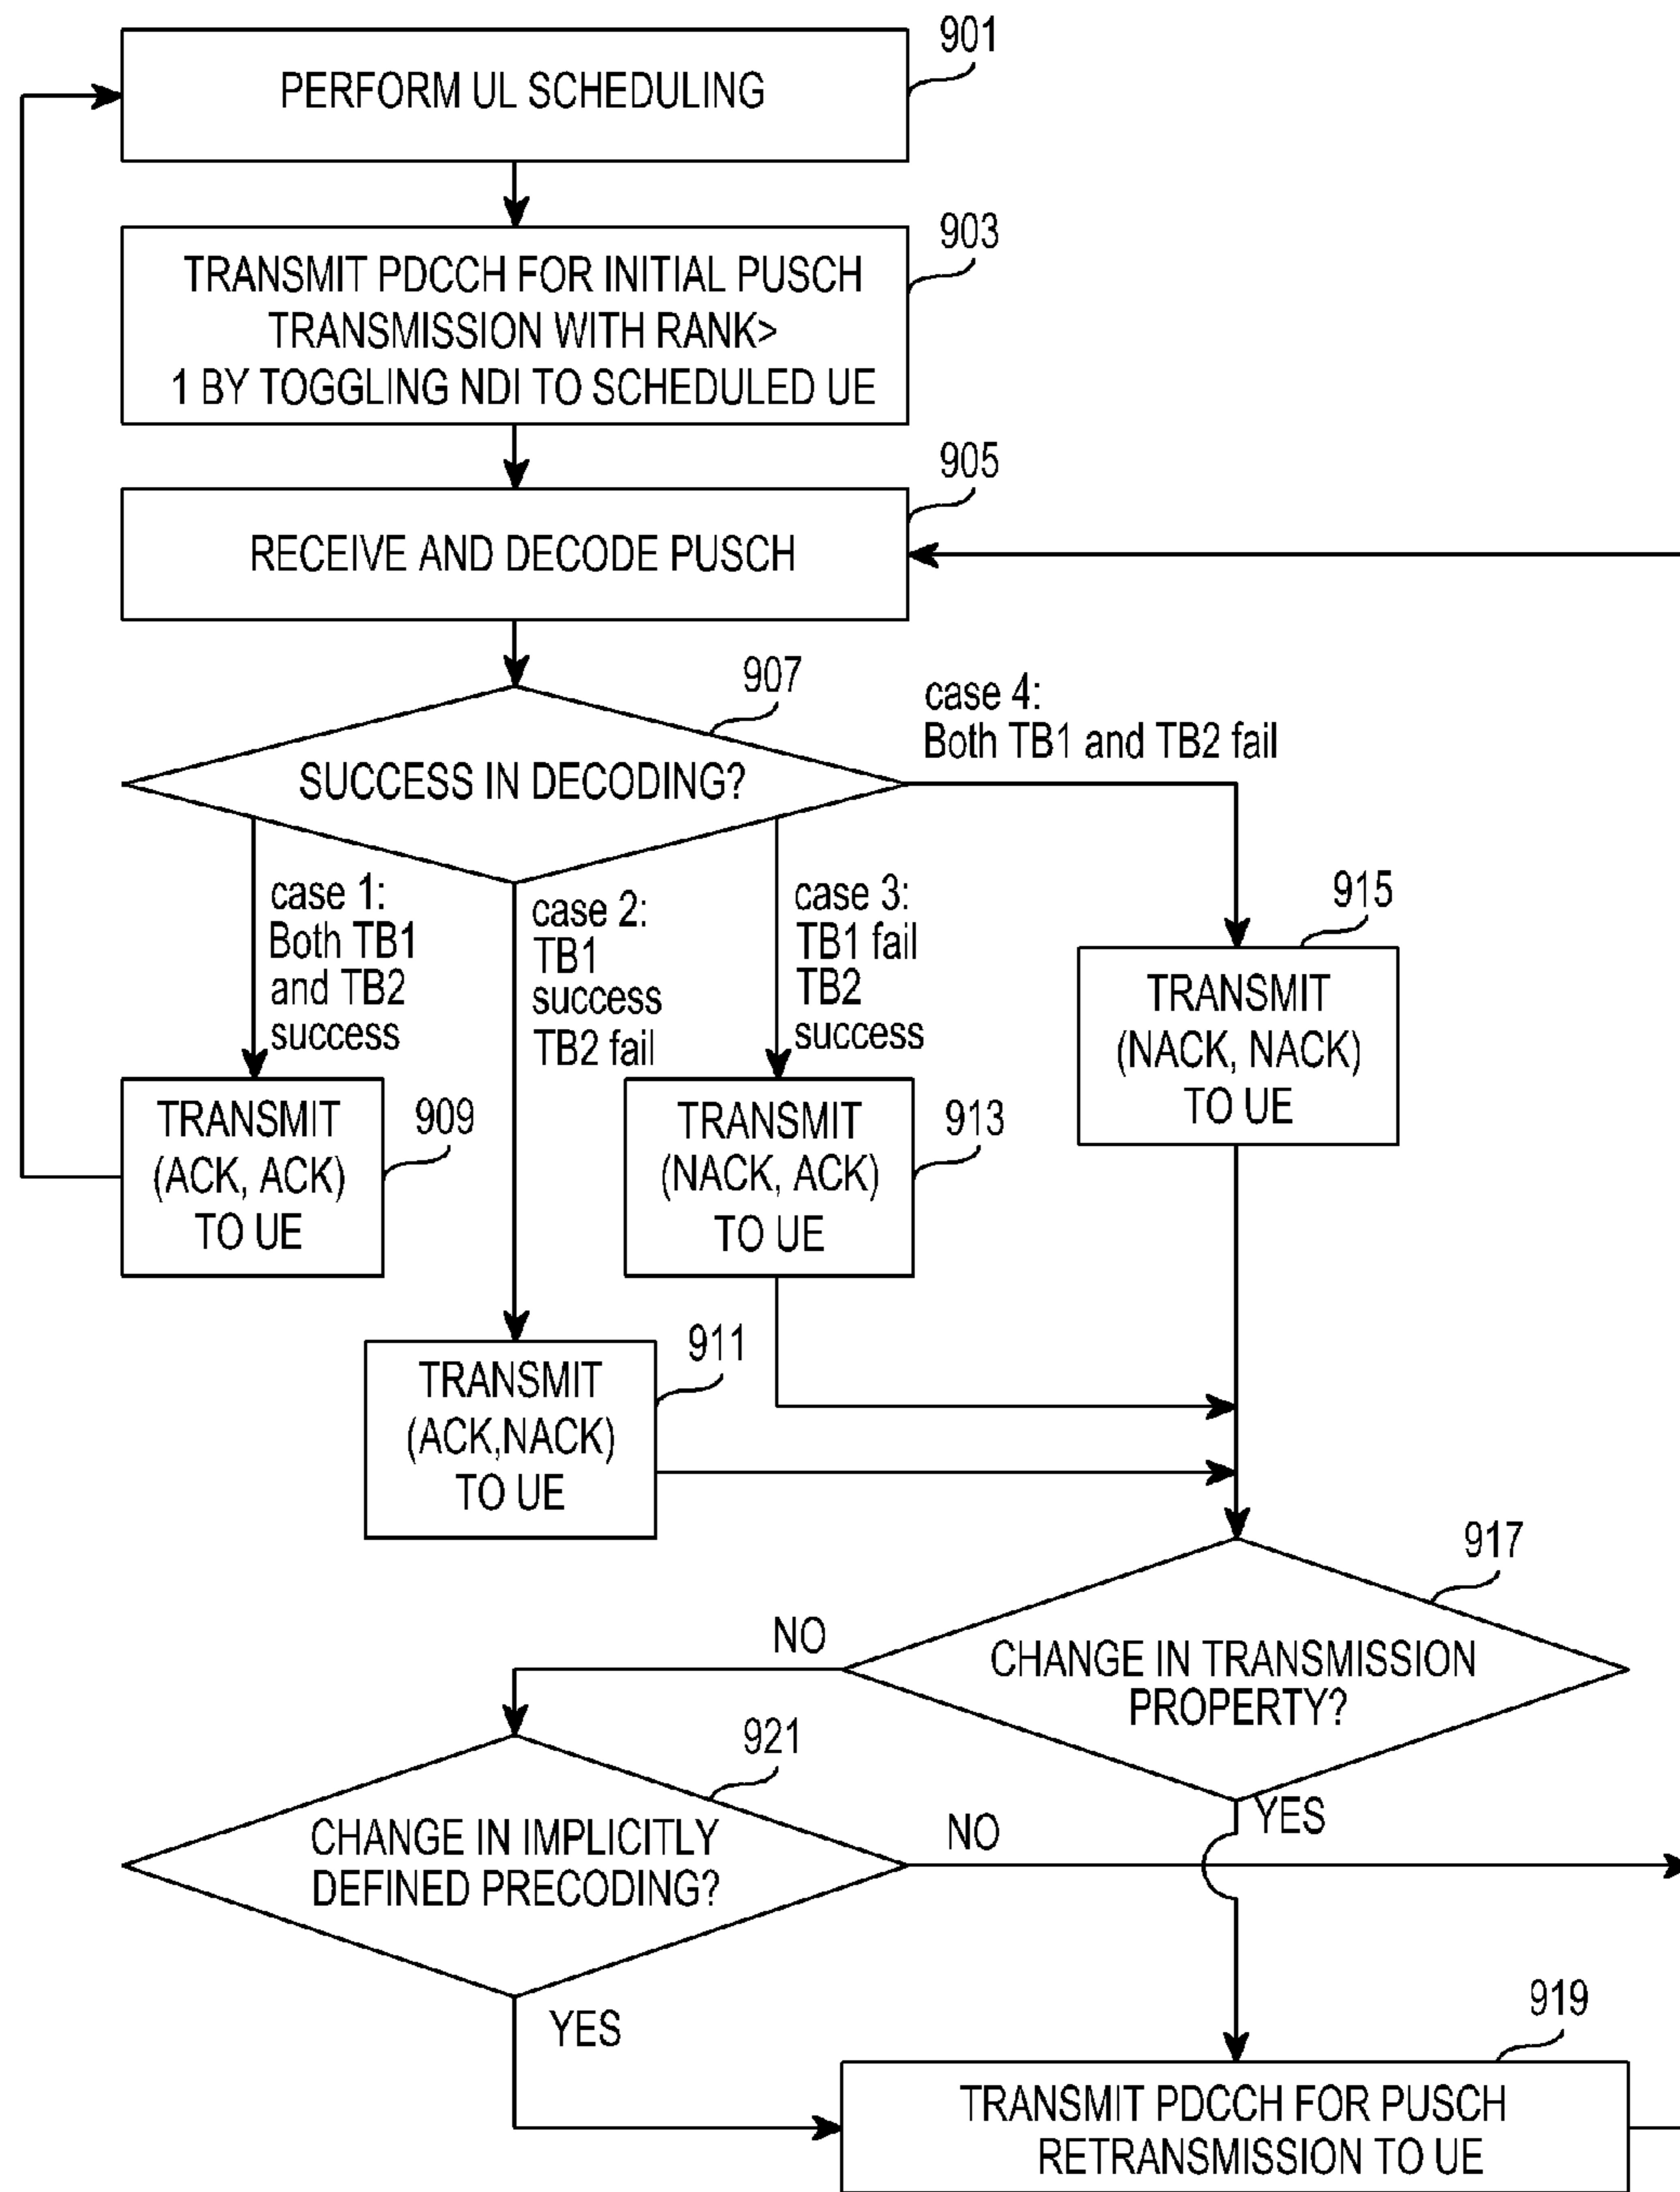 901
PERFORM UL SCHEDULING
903
TRANSMIT PDCCH FOR INITIAL PUSCH
TRANSMISSION WITH RANK>
1 BY TOGGLING NDI TO SCHEDULED UE
905
RECEIVE AND DECODE PUSCH
907
SUCCESS IN DECODING?
case 4:
Both TB1 and TB2 fail
case 1:
Both TB1
and TB2
success
case 2:
TB1
success
TB2 fail
case 3:
TB1 fail
TB2
success
915
TRANSMIT
(NACK, NACK)
TO UE
TRANSMIT
(ACK, ACK)
TO UE
909
TRANSMIT
(NACK, ACK)
TO UE
913
TRANSMIT
(ACK,NACK)
TO UE
911
917
CHANGE IN TRANSMISSION
PROPERTY?
NO
YES
921
CHANGE IN IMPLICITLY
DEFINED PRECODING?
NO
YES
919
TRANSMIT PDCCH FOR PUSCH
RETRANSMISSION TO UE